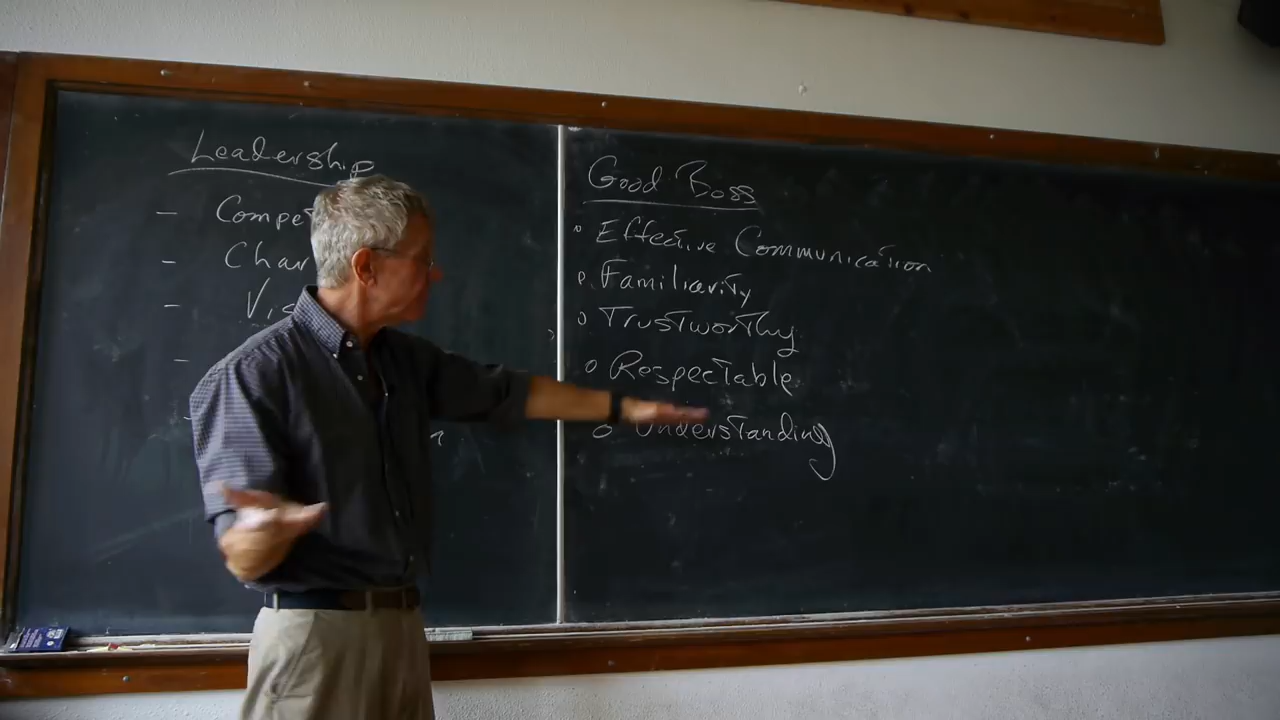 Leadership
- Compe
- Char
- Vis
-
-
Good Boss
Effective Communication
Familiarity
Trustworthy
Respectable
Understanding